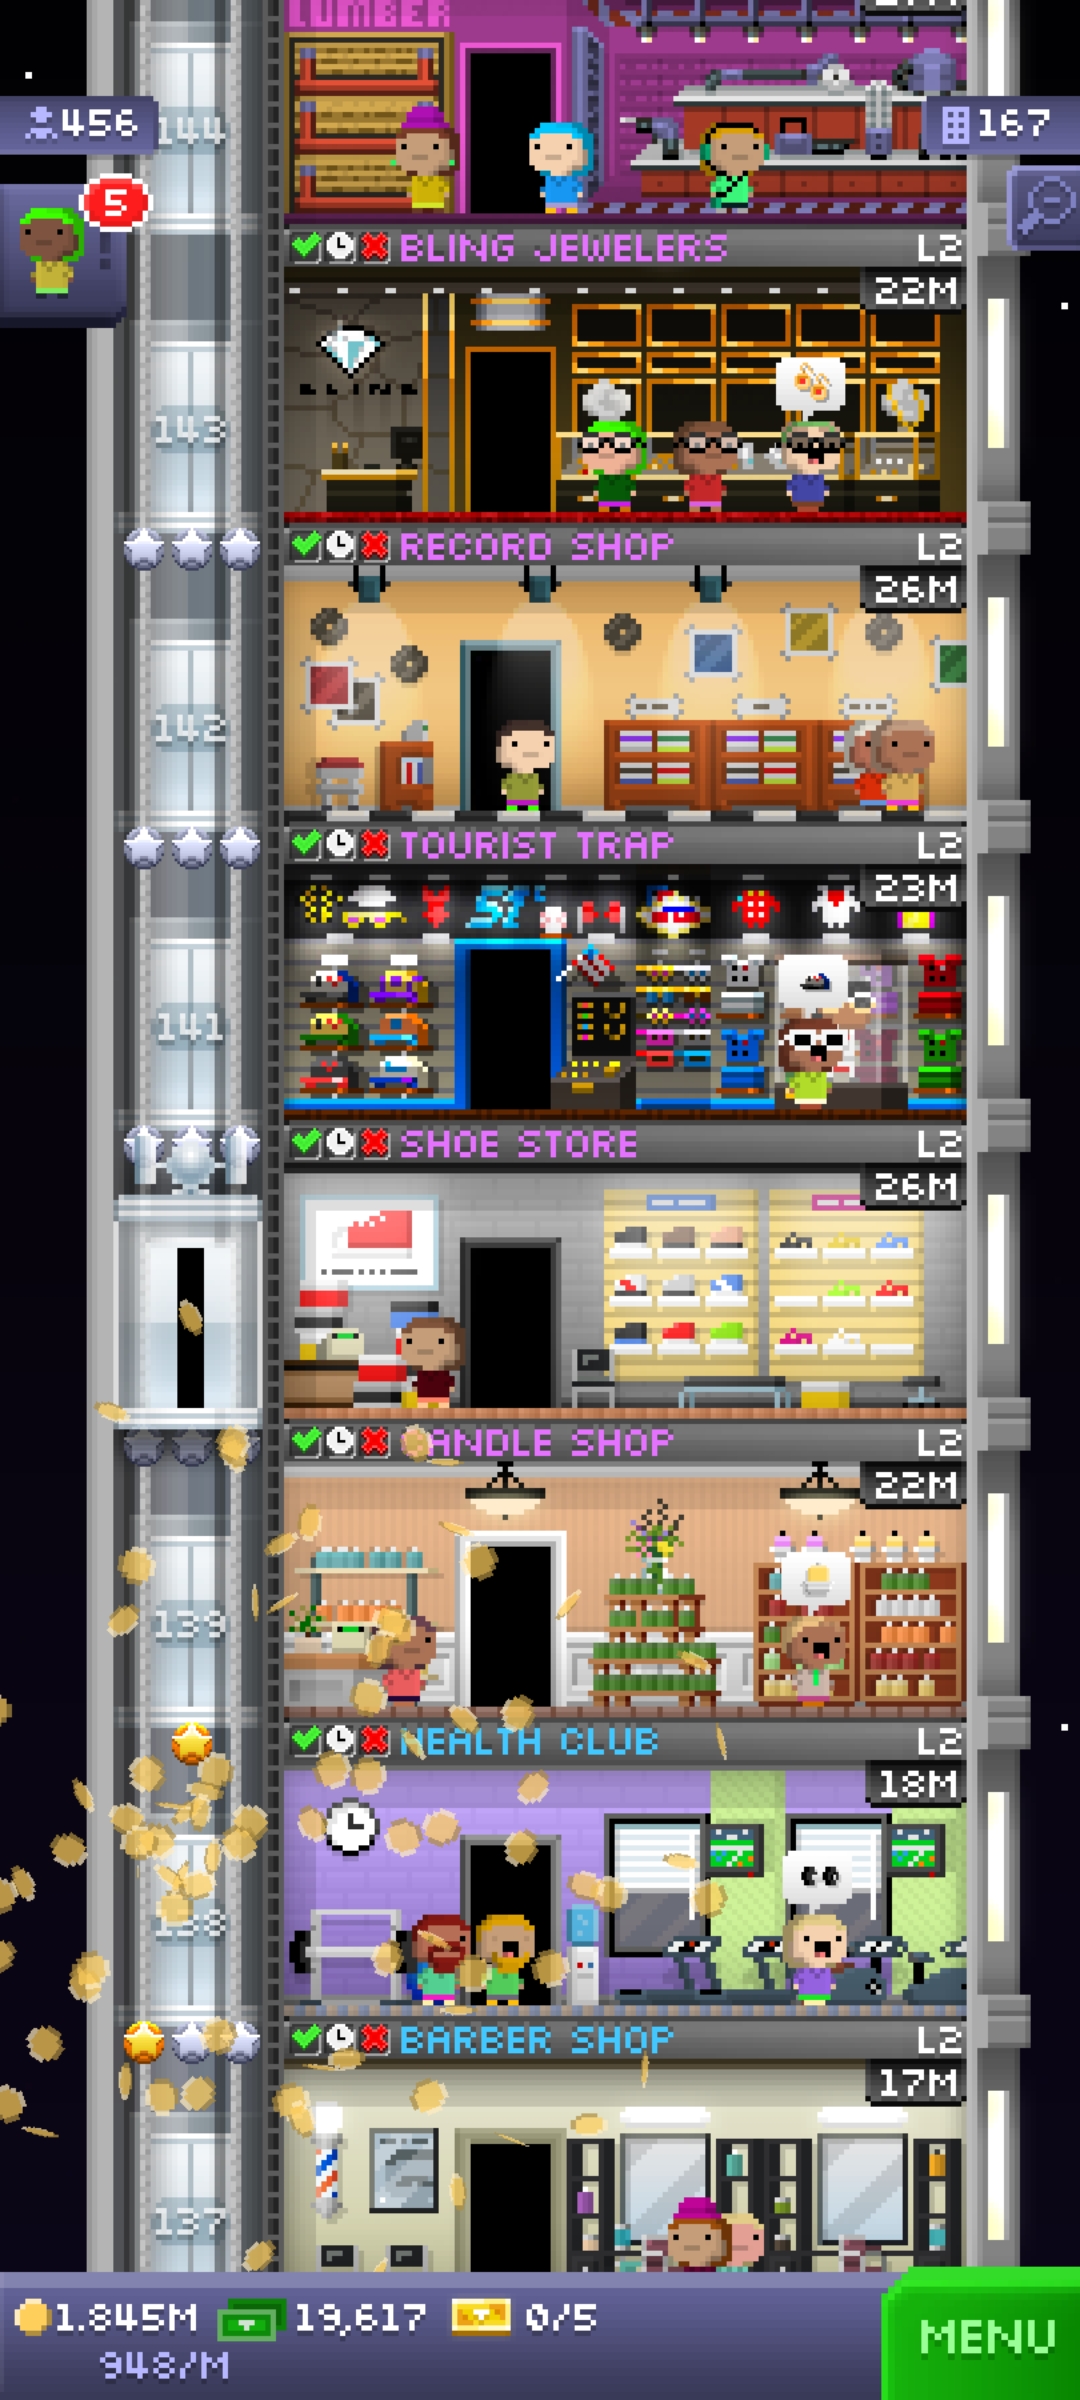 LUMBER
456
144
167
5
BLING JEWELERS L2
22M
BLING
143
RECORD SHOP L2
26M
142
TOURIST TRAP L2
23M
141
SHOE STORE L2
26M
CANDLE SHOP L2
22M
139
HEALTH CLUB L2
18M
138
BARBER SHOP L2
17M
137
1.845M 19,617 0/5
948/M
MENU